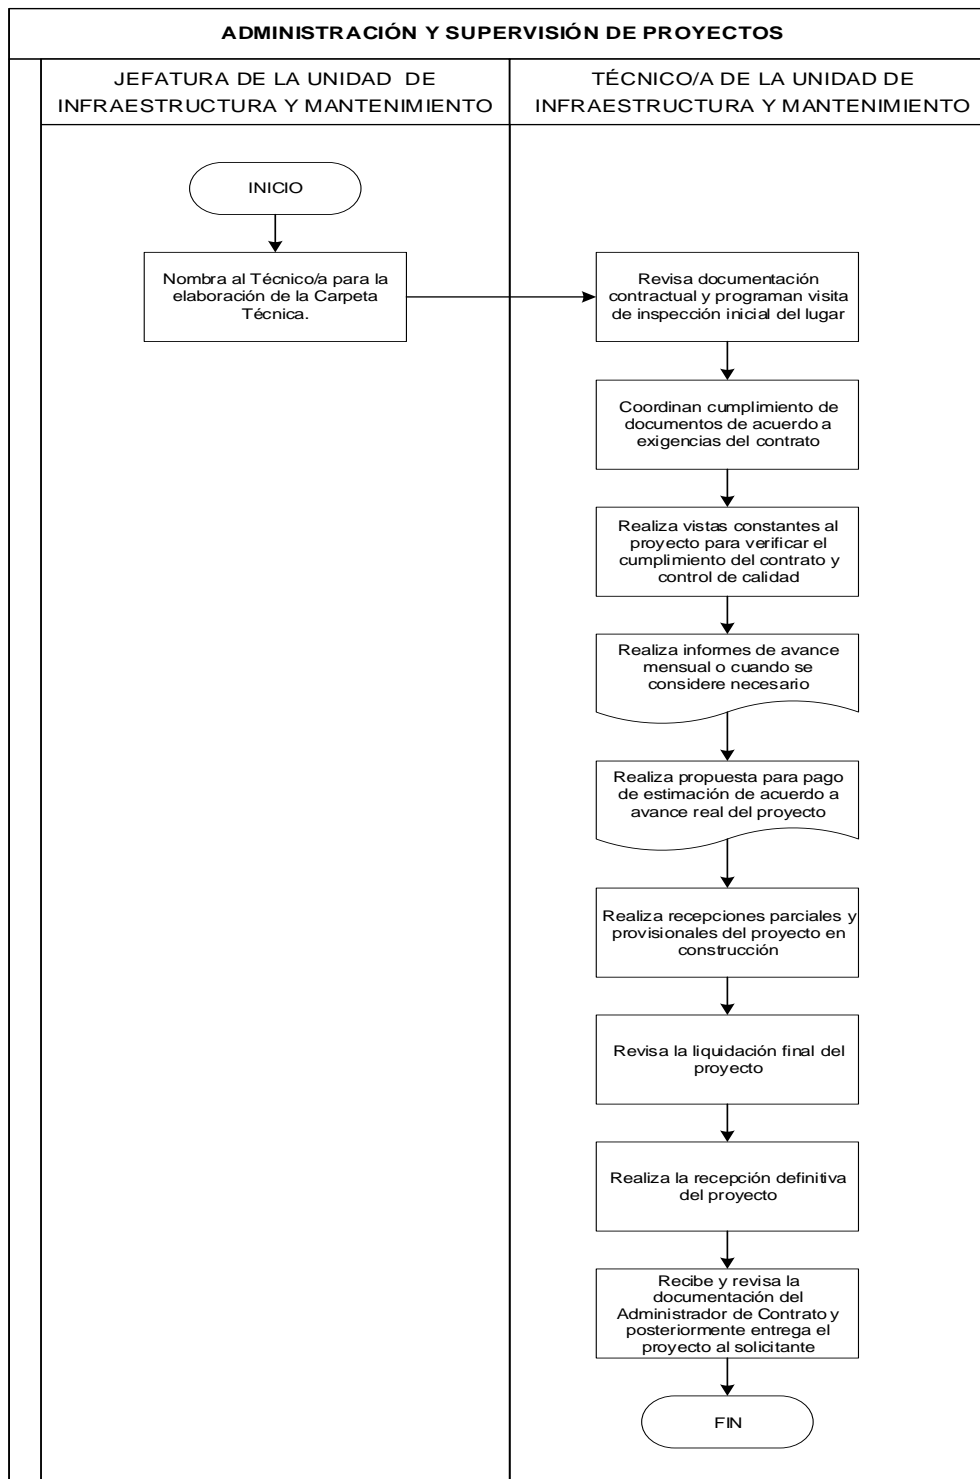 ADMINISTRACIÓN Y SUPERVISIÓN DE PROYECTOS
JEFATURA DE LA UNIDAD DE
INFRAESTRUCTURA Y MANTENIMIENTO
TÉCNICO/A DE LA UNIDAD DE
INFRAESTRUCTURA Y MANTENIMIENTO
INICIO
Nombra al Técnico/a para la
elaboración de la Carpeta
Técnica.
Revisa documentación
contractual y programan visita
de inspección inicial del lugar
Coordinan cumplimiento de
documentos de acuerdo a
exigencias del contrato
Realiza vistas constantes al
proyecto para verificar el
cumplimiento del contrato y
control de calidad
Realiza informes de avance
mensual o cuando se
considere necesario
Realiza propuesta para pago
de estimación de acuerdo a
avance real del proyecto
Realiza recepciones parciales y
provisionales del proyecto en
construcción
Revisa la liquidación final del
proyecto
Realiza la recepción definitiva
del proyecto
Recibe y revisa la
documentación del
Administrador de Contrato y
posteriormente entrega el
proyecto al solicitante
FIN